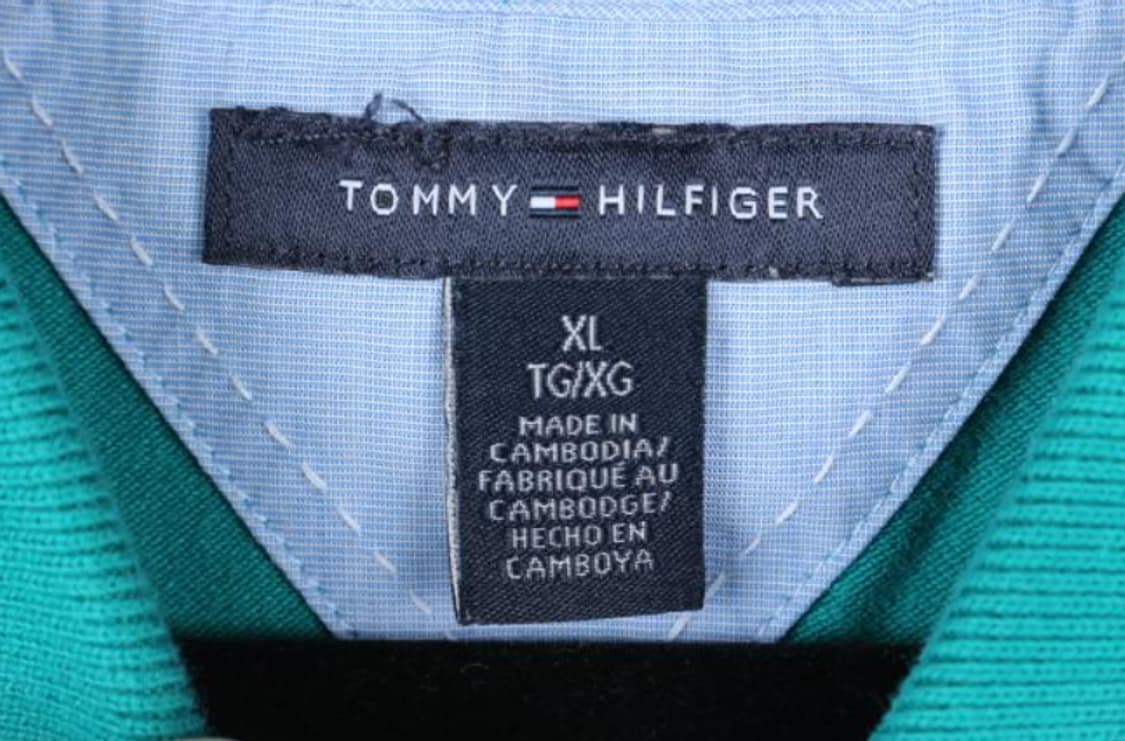 TOMMY HILFIGER
XL
TG/XG
MADE IN
CAMBODIA/
FABRIQUÉ AU
CAMBODGE/
HECHO EN
CAMBOYA